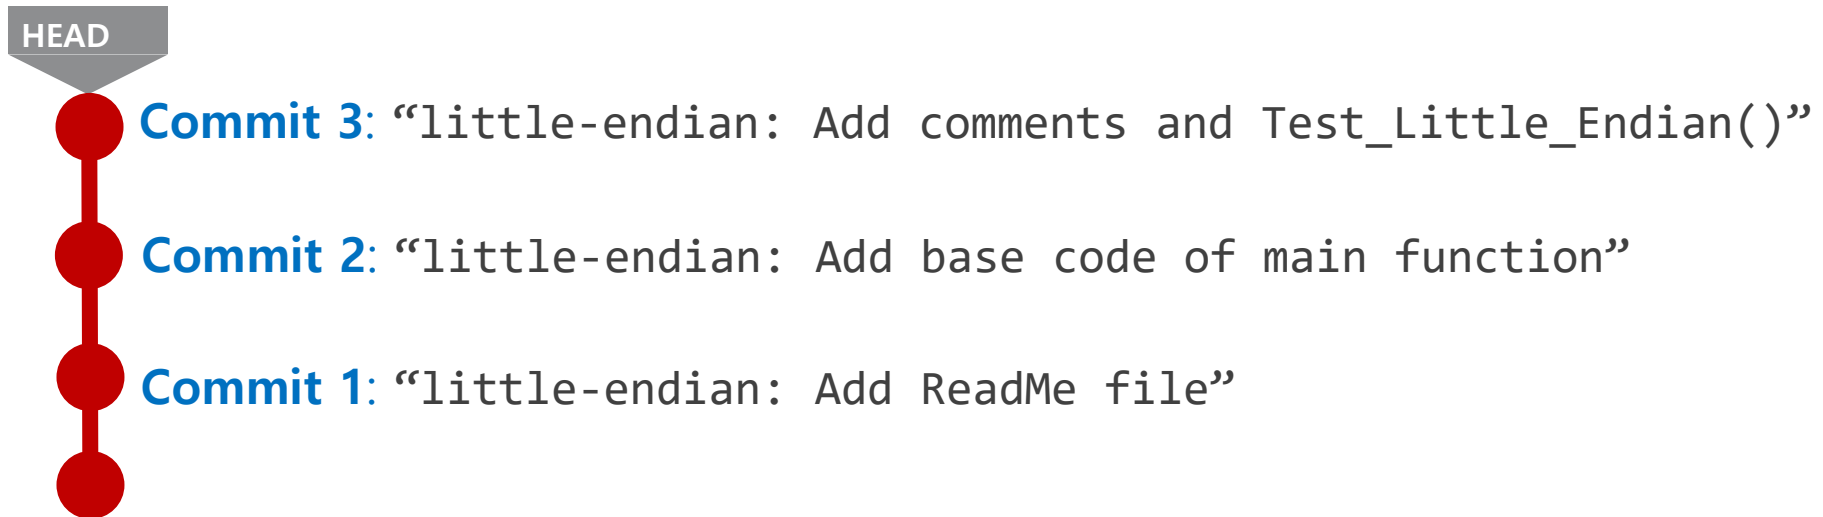 HEAD
Commit 3: “little-endian: Add comments and Test_Little_Endian()”
Commit 2: “little-endian: Add base code of main function”
Commit 1: “little-endian: Add ReadMe file”